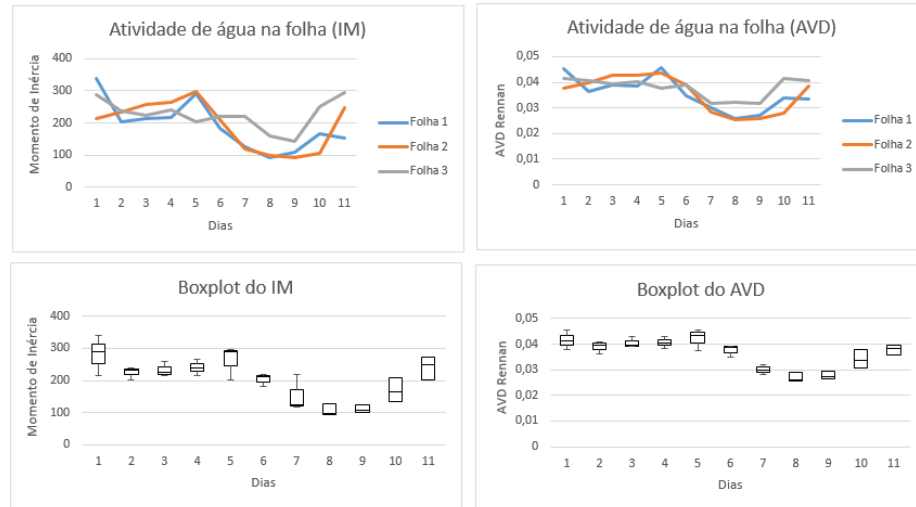 Atividade de água na folha (IM)
Momento de Inércia
400
300
200
100
0
1 2 3 4 5 6 7 8 9 10 11
Dias
Folha 1
Folha 2
Folha 3
Atividade de água na folha (AVD)
AVD Rennan
0,05
0,04
0,03
0,02
0,01
0
1 2 3 4 5 6 7 8 9 10 11
Dias
Folha 1
Folha 2
Folha 3
Boxplot do IM
Momento de Inércia
400
300
200
100
0
1 2 3 4 5 6 7 8 9 10 11
Dias
Boxplot do AVD
AVD Rennan
0,05
0,04
0,03
0,02
0,01
0
1 2 3 4 5 6 7 8 9 10 11
Dias